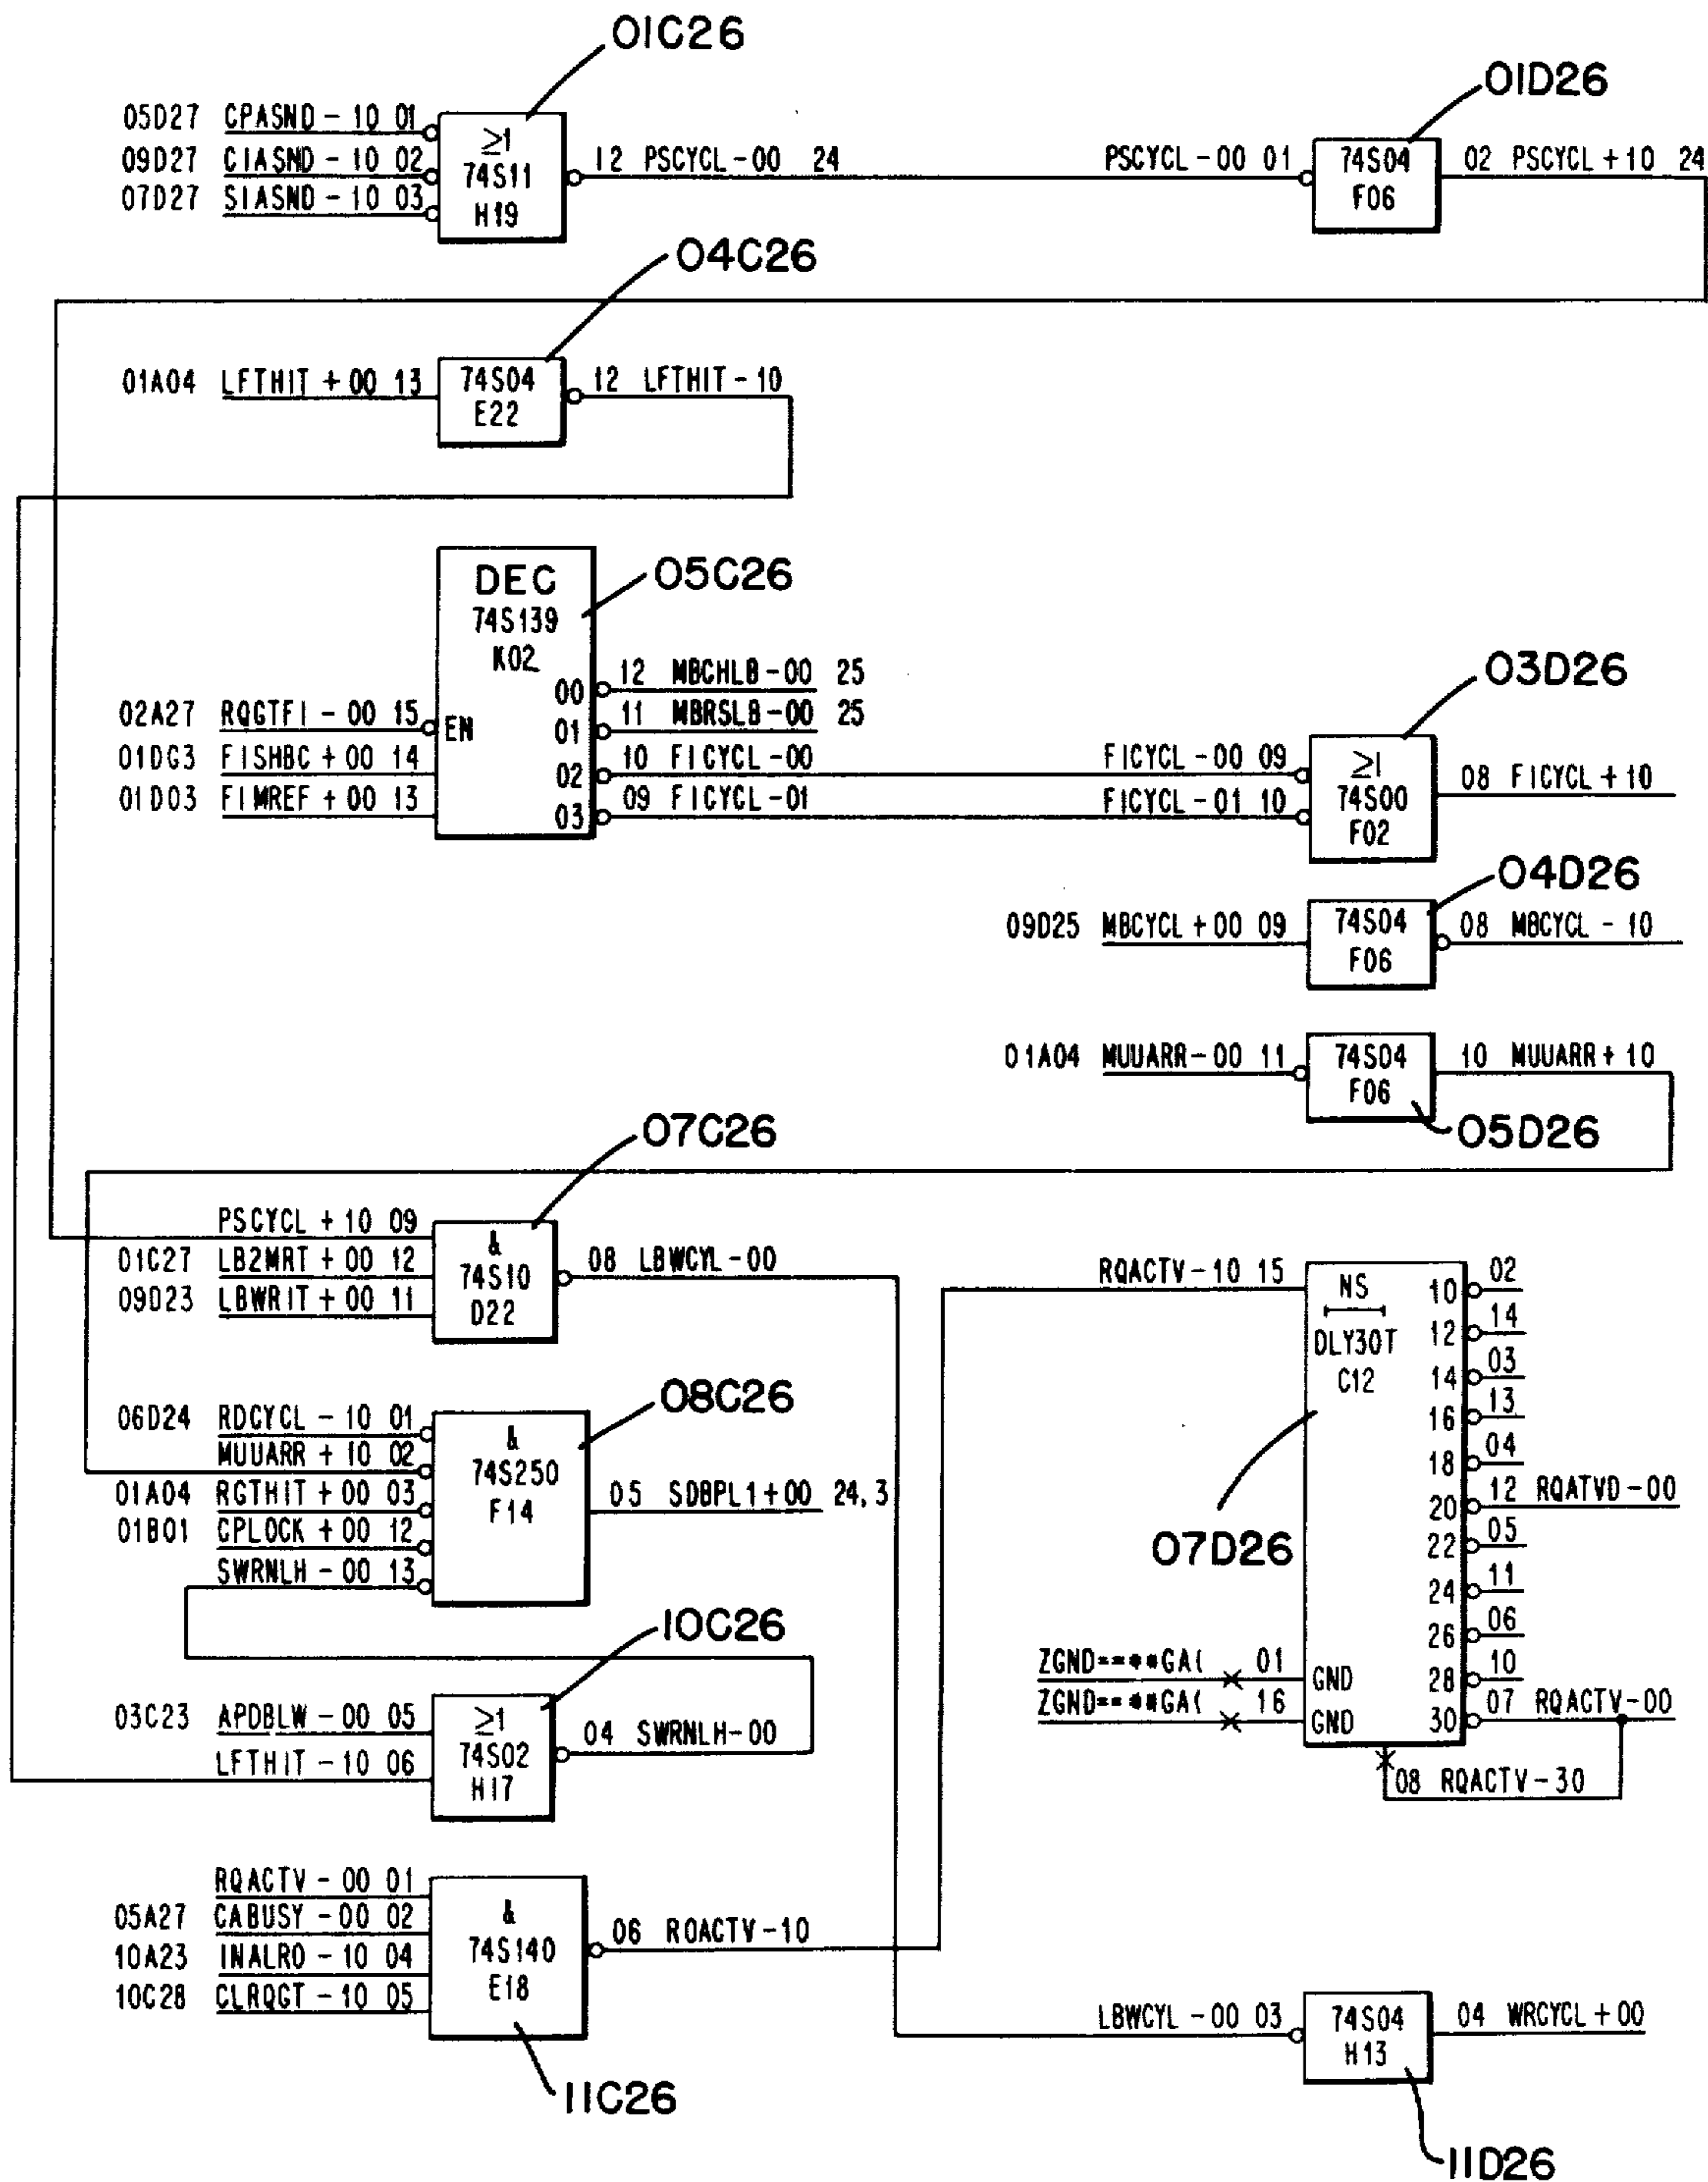 01C26
05D27 CPASND-10 01
09D27 CIASND-10 02
07D27 SIASND-10 03
≥1
74S11
H19
12 PSCYCL-00 24
PSCYCL-00 01
01D26
74S04
F06
02 PSCYCL+10 24
04C26
01A04 LFTHIT+00 13
74S04
E22
12 LFTHIT-10
05C26
DEC
74S139
K02
02A27 RQGTFI-00 15
EN
01DG3 FISHBC+00 14
01D03 FIMREF+00 13
00
12 MBCHLB-00 25
01
11 MBRSLB-00 25
02
10 FICYCL-00
03
09 FICYCL-01
FICYCL-00 09
FICYCL-01 10
03D26
≥1
74S00
F02
08 FICYCL+10
04D26
09D25 MBCYCL+00 09
74S04
F06
08 MBCYCL-10
01A04 MUUARR-00 11
74S04
F06
10 MUUARR+10
05D26
07C26
PSCYCL+10 09
01C27 LB2MRT+00 12
09D23 LBWRIT+00 11
&
74S10
D22
08 LBWCYL-00
08C26
06D24 RDCYCL-10 01
MUUARR+10 02
01A04 RGTHIT+00 03
01B01 CPLOCK+00 12
SWRNLH-00 13
&
74S250
F14
05 SDBPL1+00 24,3
10C26
03C23 APDBLW-00 05
LFTHIT-10 06
≥1
74S02
H17
04 SWRNLH-00
RQACTV-00 01
05A27 CABUSY-00 02
10A23 INALRO-10 04
10C28 CLRQGT-10 05
&
74S140
E18
06 ROACTV-10
11C26
RQACTV-10 15
NS
DLY30T
C12
07D26
10 02
12 14
14 03
16 13
18 04
20 12 RQATVD-00
22 05
24 11
26 06
28 10
30 07 RQACTV-00
ZGND==**GA( 01 GND
ZGND==**GA( 16 GND
08 RQACTV-30
LBWCYL-00 03
74S04
H13
04 WRCYCL+00
11D26